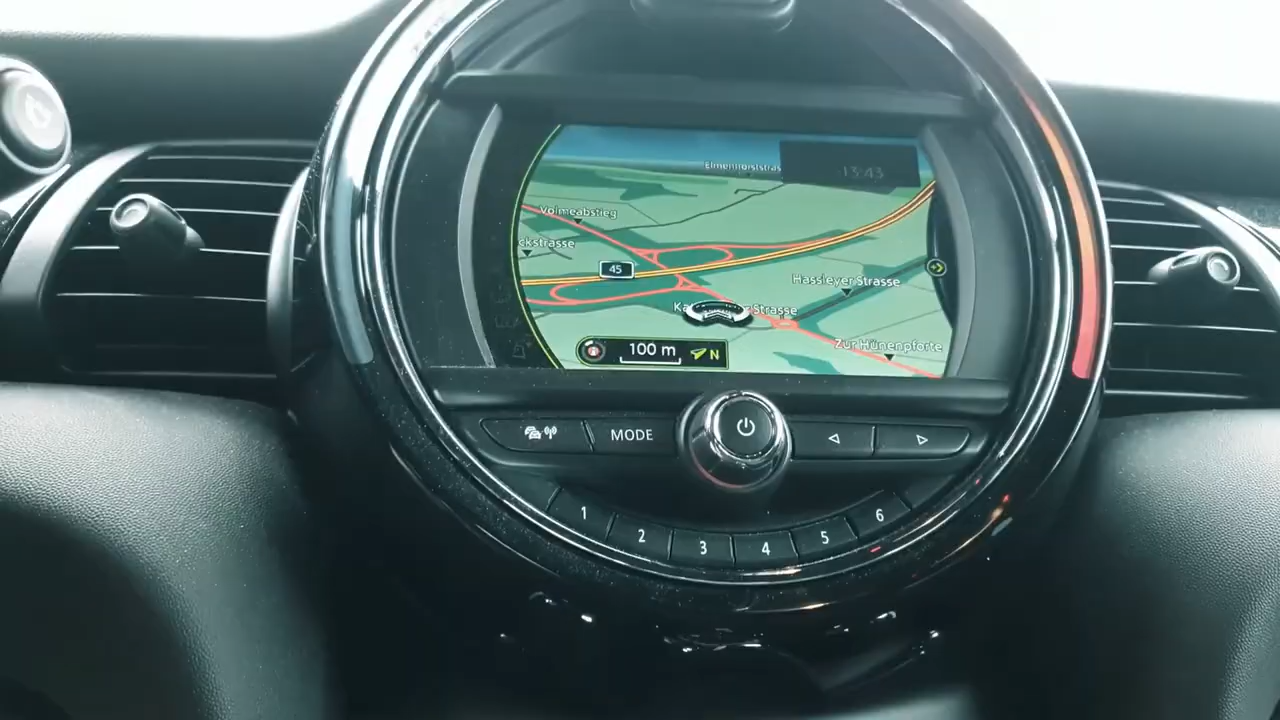 13:43
Volmeabstieg
ckstrasse
45
Hassleyer Strasse
Strasse
Zur Hünenpforte
100 m
N
MODE
1
2
3
4
5
6